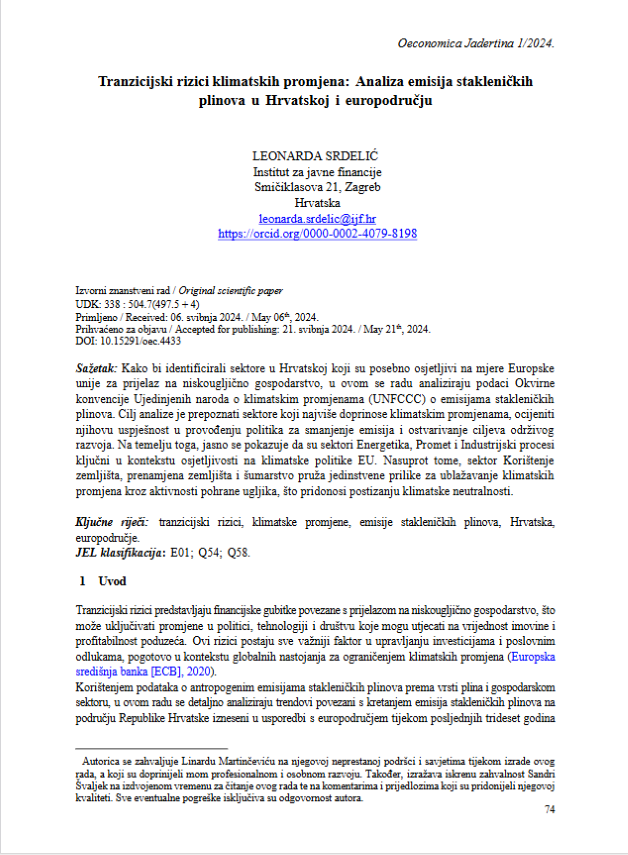 Oeconomica Jadertina 1/2024.
Tranzicijski rizici klimatskih promjena: Analiza emisija stakleničkih
plinova u Hrvatskoj i europodručju
LEONARDA SRDELIĆ
Institut za javne financije
Smičiklasova 21, Zagreb
Hrvatska
leonarda.srdelic@ijf.hr
https://orcid.org/0000-0002-4079-8198
Izvorni znanstveni rad / Original scientific paper
UDK: 338 : 504.7(497.5 + 4)
Primljeno / Received: 06. svibnja 2024. / May 06th, 2024.
Prihvaćeno za objavu / Accepted for publishing: 21. svibnja 2024. / May 21th, 2024.
DOI: 10.15291/oec.4433
Sažetak: Kako bi identificirali sektore u Hrvatskoj koji su posebno osjetljivi na mjere Europske
unije za prijelaz na niskougljično gospodarstvo, u ovom se radu analiziraju podaci Okvirne
konvencije Ujedinjenih naroda o klimatskim promjenama (UNFCCC) o emisijama stakleničkih
plinova. Cilj analize je prepoznati sektore koji najviše doprinose klimatskim promjenama, ocijeniti
njihovu uspješnost u provođenju politika za smanjenje emisija i ostvarivanje ciljeva održivog
razvoja. Na temelju toga, jasno se pokazuje da su sektori Energetika, Promet i Industrijski procesi
ključni u kontekstu osjetljivosti na klimatske politike EU. Nasuprot tome, sektor Korištenje
zemljišta, prenamjena zemljišta i šumarstvo pruža jedinstvene prilike za ublažavanje klimatskih
promjena kroz aktivnosti pohrane ugljika, što pridonosi postizanju klimatske neutralnosti.
Ključne riječi: tranzicijski rizici, klimatske promjene, emisije stakleničkih plinova, Hrvatska,
europodručje.
JEL klasifikacija: E01; Q54; Q58.
1 Uvod
Tranzicijski rizici predstavljaju financijske gubitke povezane s prijelazom na niskougljično gospodarstvo, što
može uključivati promjene u politici, tehnologiji i društvu koje mogu utjecati na vrijednost imovine i
profitabilnost poduzeća. Ovi rizici postaju sve važniji faktor u upravljanju investicijama i poslovnim
odlukama, pogotovo u kontekstu globalnih nastojanja za ograničenjem klimatskih promjena (Europska
središnja banka [ECB], 2020).
Korištenjem podataka o antropogenim emisijama stakleničkih plinova prema vrsti plina i gospodarskom
sektoru, u ovom radu se detaljno analiziraju trendovi povezani s kretanjem emisija stakleničkih plinova na
području Republike Hrvatske izneseni u usporedbi s europodručjem tijekom posljednjih trideset godina
Autorica se zahvaljuje Linardu Martinčeviću na njegovoj neprestanoj podršci i savjetima tijekom izrade ovog
rada, a koji su doprinijeli mom profesionalnom i osobnom razvoju. Također, izražava iskrenu zahvalnost Sandri
Švaljek na izdvojenom vremenu za čitanje ovog rada te na komentarima i prijedlozima koji su pridonijeli njegovoj
kvaliteti. Sve eventualne pogreške isključiva su odgovornost autora.
74